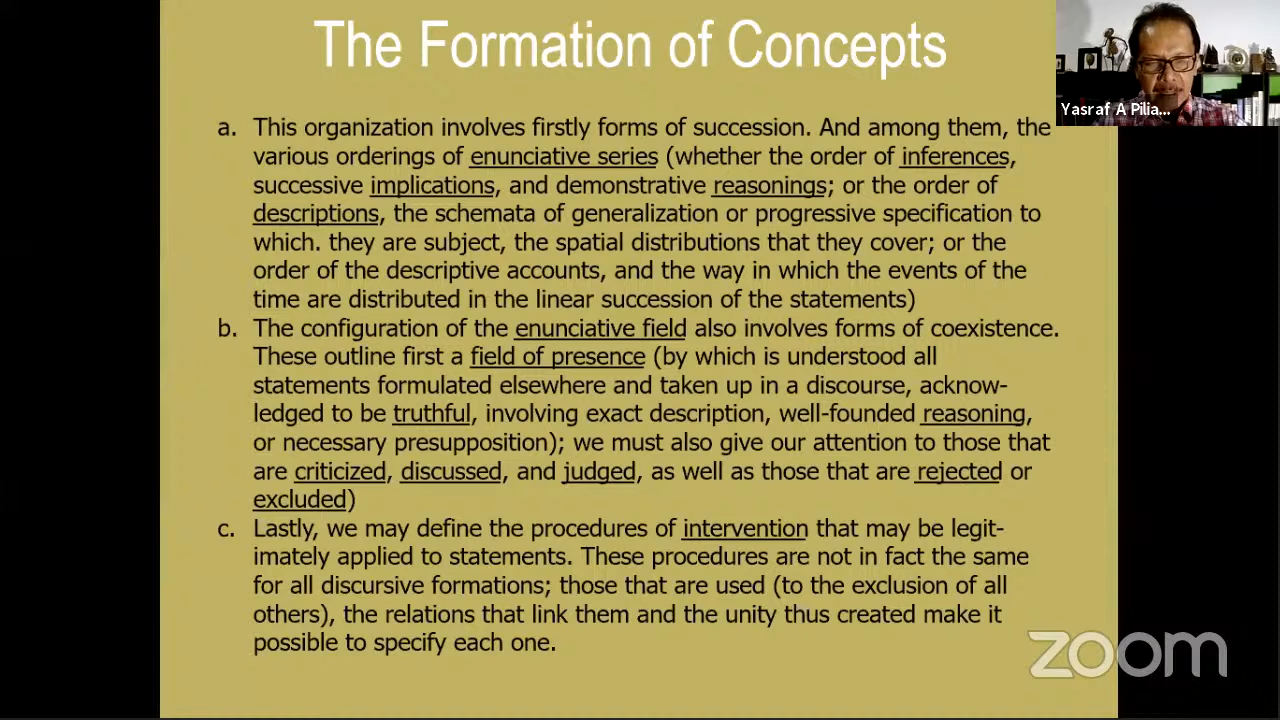 The Formation of Concepts
Yasraf A Pilia...
a. This organization involves firstly forms of succession. And among them, the
various orderings of enunciative series (whether the order of inferences,
successive implications, and demonstrative reasonings; or the order of
descriptions, the schemata of generalization or progressive specification to
which. they are subject, the spatial distributions that they cover; or the
order of the descriptive accounts, and the way in which the events of the
time are distributed in the linear succession of the statements)
b. The configuration of the enunciative field also involves forms of coexistence.
These outline first a field of presence (by which is understood all
statements formulated elsewhere and taken up in a discourse, acknow-
ledged to be truthful, involving exact description, well-founded reasoning,
or necessary presupposition); we must also give our attention to those that
are criticized, discussed, and judged, as well as those that are rejected or
excluded)
c. Lastly, we may define the procedures of intervention that may be legit-
imately applied to statements. These procedures are not in fact the same
for all discursive formations; those that are used (to the exclusion of all
others), the relations that link them and the unity thus created make it
possible to specify each one.
zoom